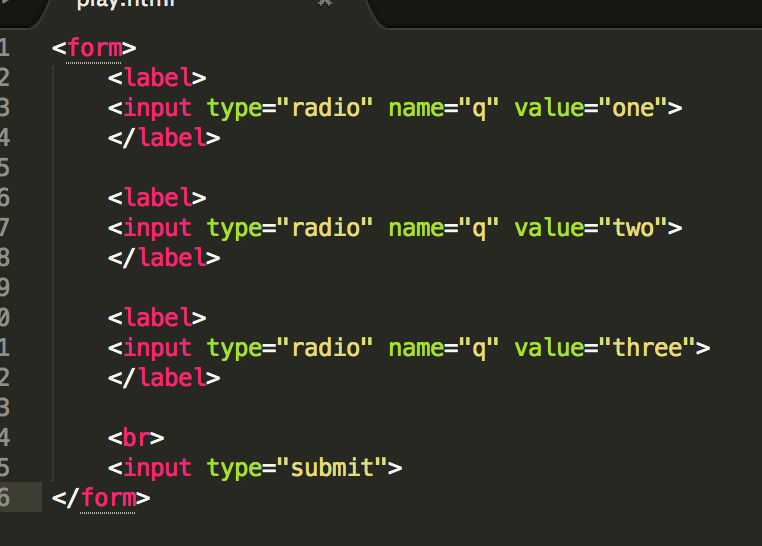 play.html ×
1 <form>
2 <label>
3 <input type="radio" name="q" value="one">
4 </label>
5
6 <label>
7 <input type="radio" name="q" value="two">
8 </label>
9
0 <label>
1 <input type="radio" name="q" value="three">
2 </label>
3
4 <br>
5 <input type="submit">
6 </form>